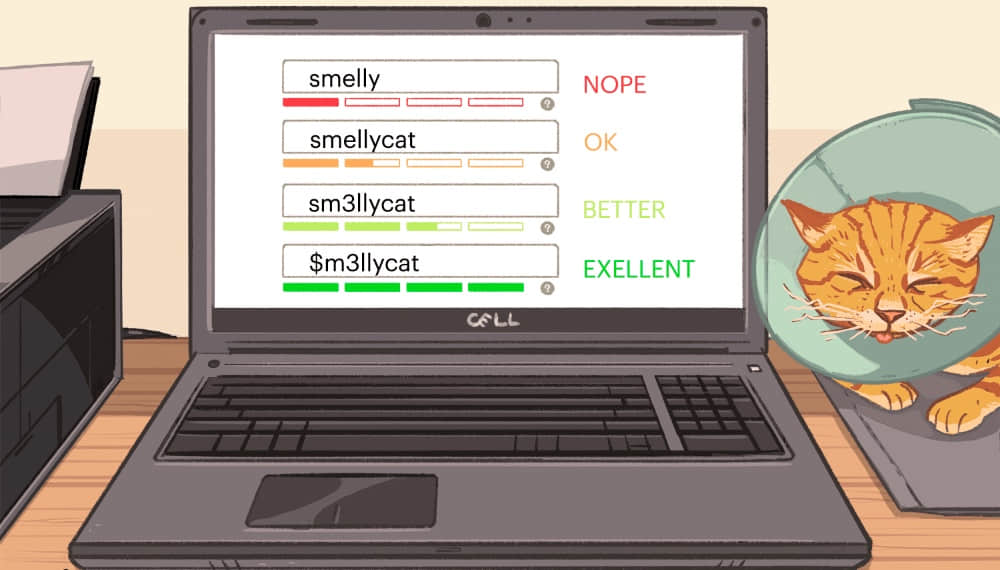 smelly NOPE
?
smellycat OK
?
sm3llycat BETTER
?
$m3llycat EXELLENT
?
CELL